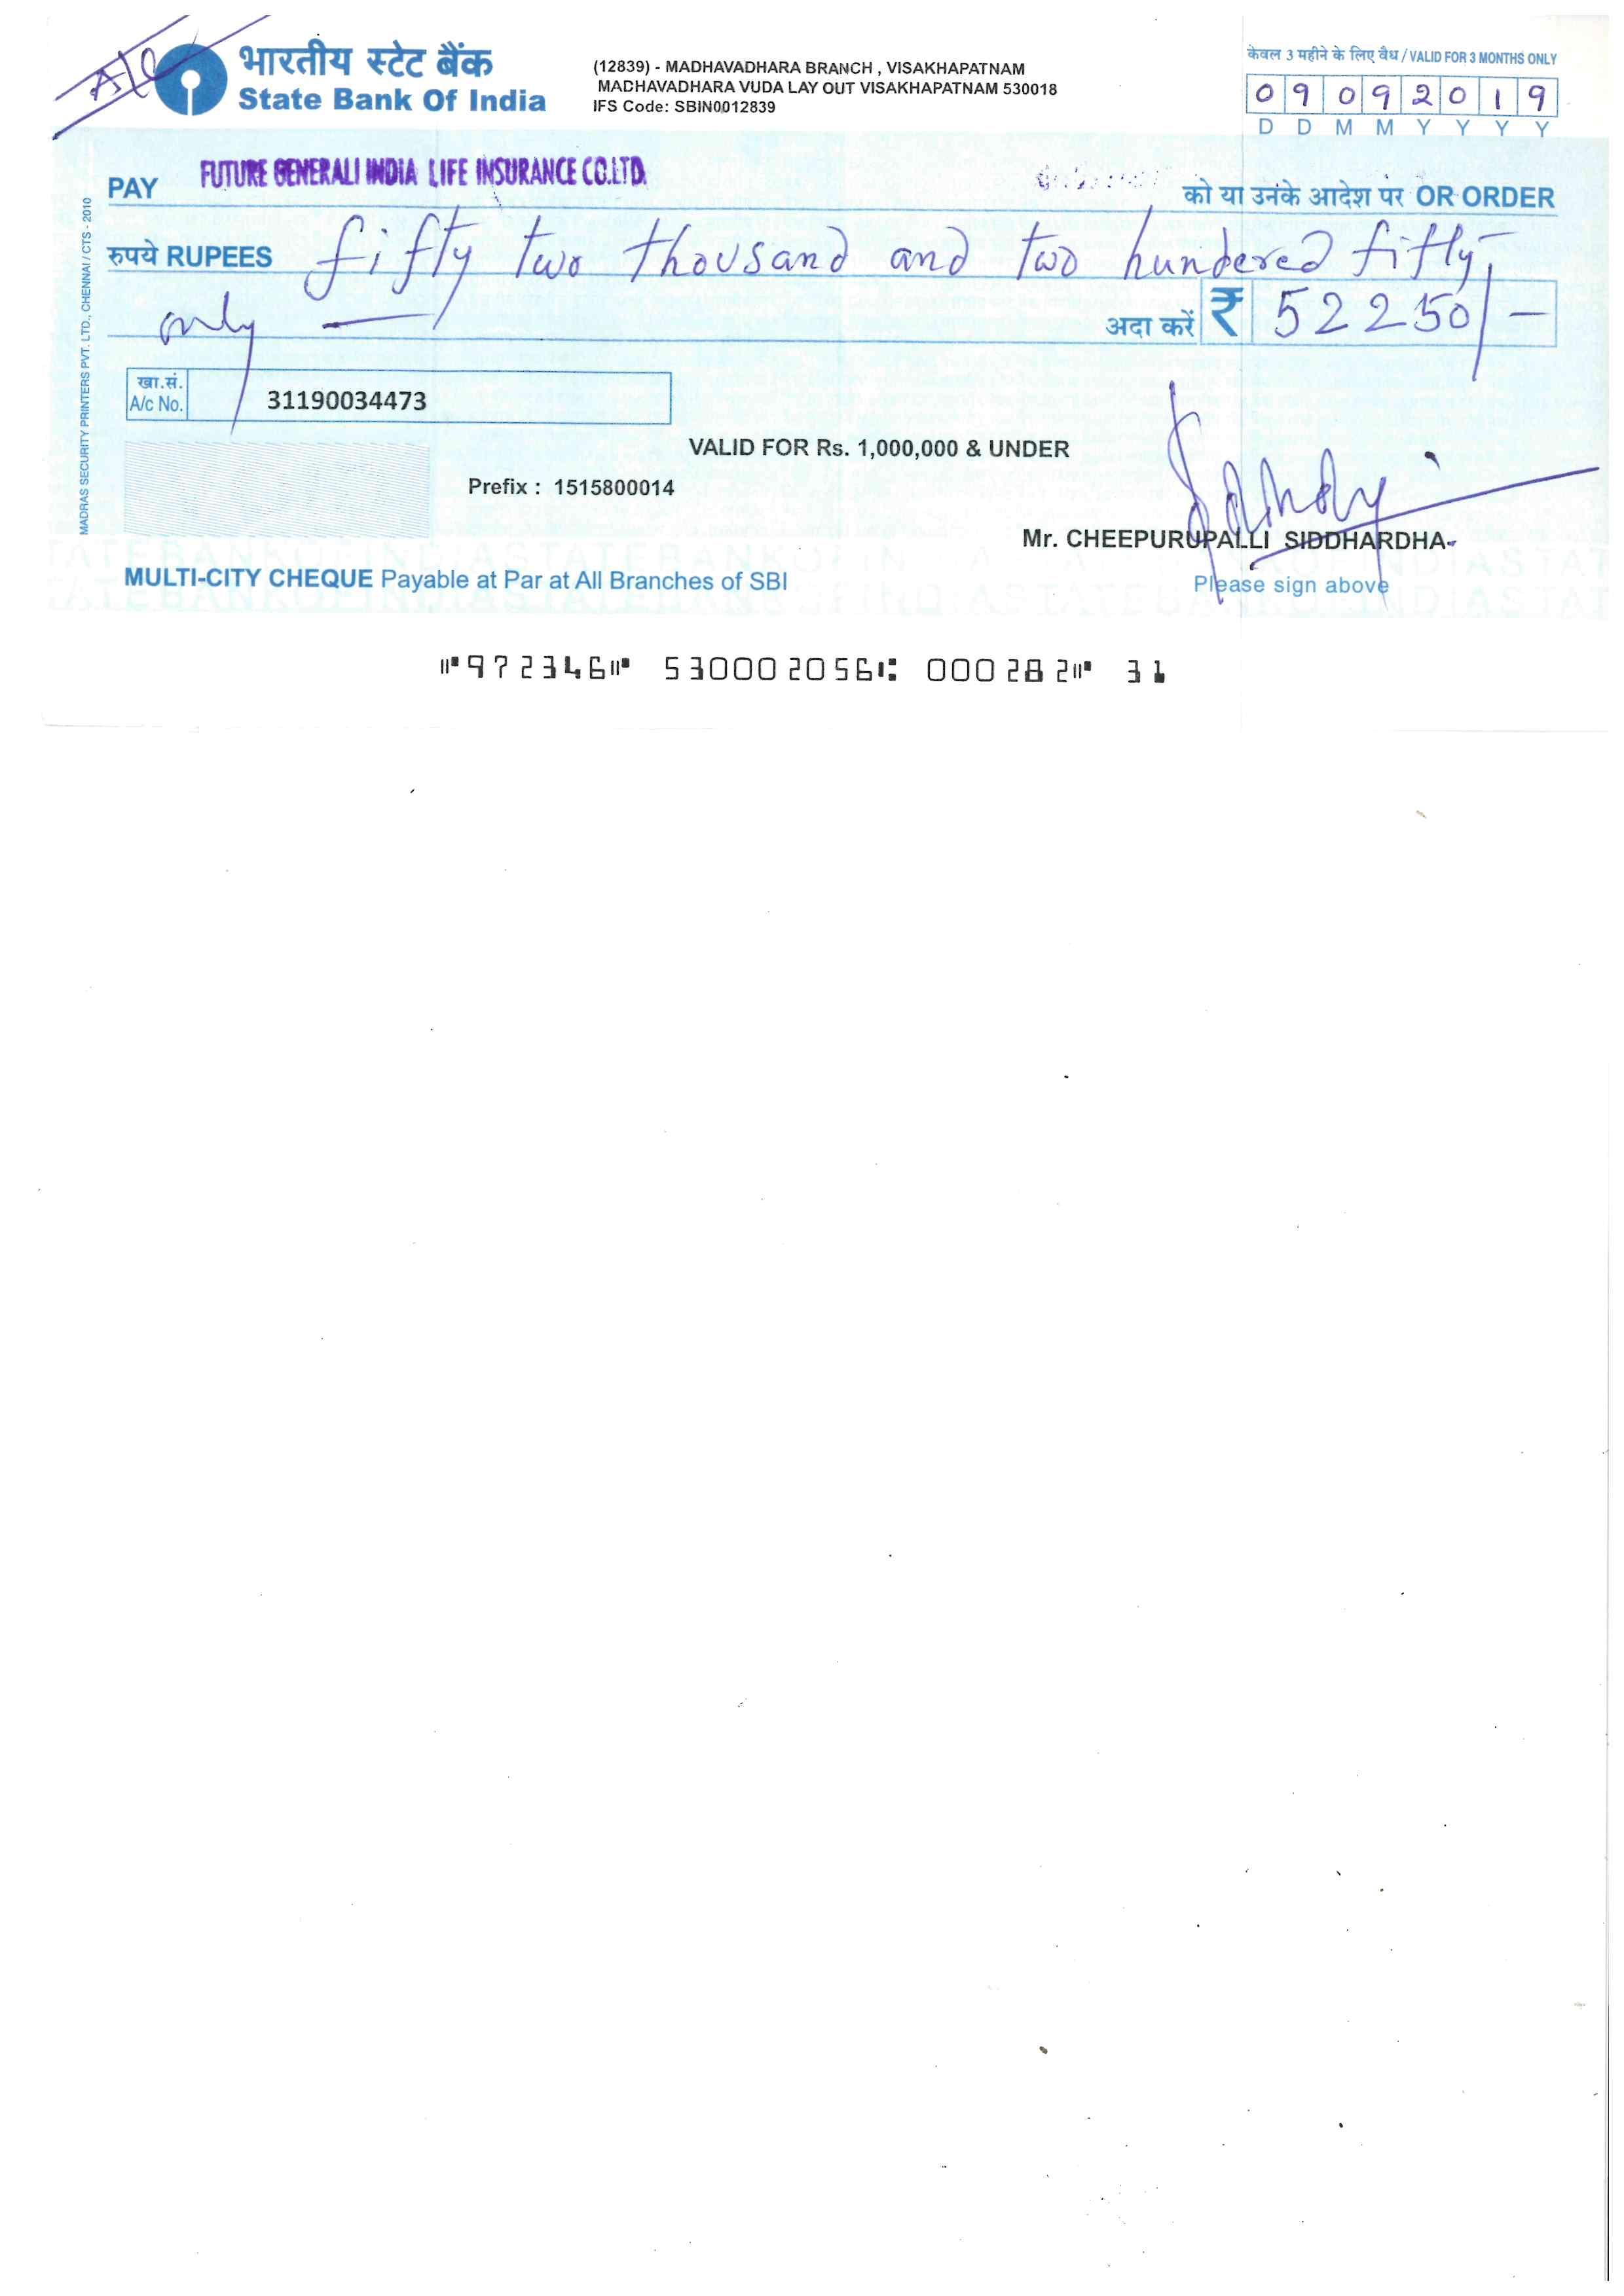 A/C
भारतीय स्टेट बैंक
State Bank Of India
(12839) - MADHAVADHARA BRANCH , VISAKHAPATNAM
MADHAVADHARA VUDA LAY OUT VISAKHAPATNAM 530018
IFS Code: SBIN0012839
केवल 3 महीने के लिए वैध / VALID FOR 3 MONTHS ONLY
0 9 0 9 2 0 1 9
D D M M Y Y Y Y
PAY FUTURE GENERALI INDIA LIFE INSURANCE CO.LTD. को या उनके आदेश पर OR ORDER
रुपये RUPEES fifty two thousand and two hundered fifty
only अदा करें ₹ 52250/-
खा.सं.
A/c No. 31190034473
VALID FOR Rs. 1,000,000 & UNDER
Prefix : 1515800014
Mr. CHEEPURUPALLI SIDDHARDHA
MULTI-CITY CHEQUE Payable at Par at All Branches of SBI
Please sign above
MADRAS SECURITY PRINTERS PVT. LTD., CHENNAI / CTS - 2010
⑈972346⑈ 530002056⑆ 000282⑈ 31